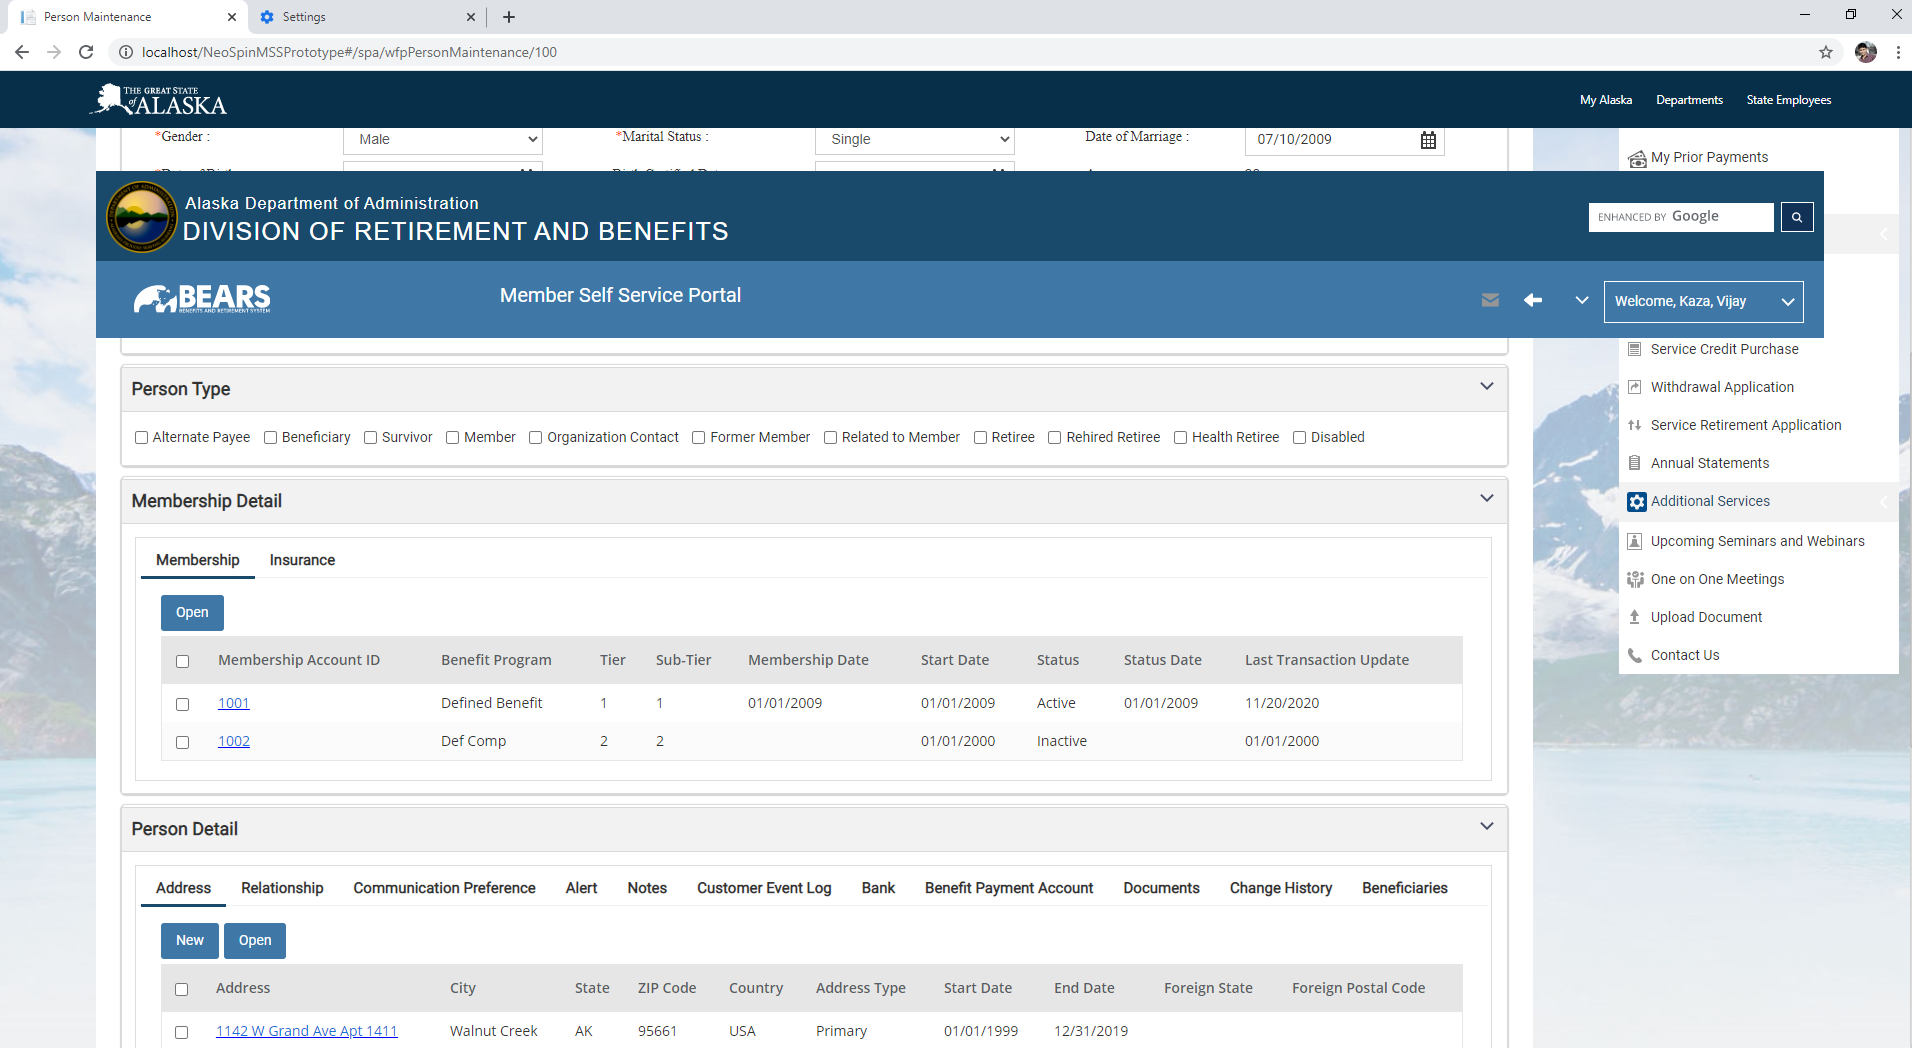 Person Maintenance
Settings
localhost/NeoSpinMSSPrototype#/spa/wfpPersonMaintenance/100
THE GREAT STATE
of ALASKA
My Alaska Departments State Employees
*Gender : Male *Marital Status : Single Date of Marriage : 07/10/2009
My Prior Payments
Alaska Department of Administration
DIVISION OF RETIREMENT AND BENEFITS
ENHANCED BY Google
BEARS
BENEFITS AND RETIREMENT SYSTEM
Member Self Service Portal
Welcome, Kaza, Vijay
Service Credit Purchase
Withdrawal Application
Service Retirement Application
Annual Statements
Additional Services
Upcoming Seminars and Webinars
One on One Meetings
Upload Document
Contact Us
Person Type
Alternate Payee Beneficiary Survivor Member Organization Contact Former Member Related to Member Retiree Rehired Retiree Health Retiree Disabled
Membership Detail
Membership Insurance
Open
Membership Account ID Benefit Program Tier Sub-Tier Membership Date Start Date Status Status Date Last Transaction Update
1001 Defined Benefit 1 1 01/01/2009 01/01/2009 Active 01/01/2009 11/20/2020
1002 Def Comp 2 2 01/01/2000 Inactive 01/01/2000
Person Detail
Address Relationship Communication Preference Alert Notes Customer Event Log Bank Benefit Payment Account Documents Change History Beneficiaries
New Open
Address City State ZIP Code Country Address Type Start Date End Date Foreign State Foreign Postal Code
1142 W Grand Ave Apt 1411 Walnut Creek AK 95661 USA Primary 01/01/1999 12/31/2019